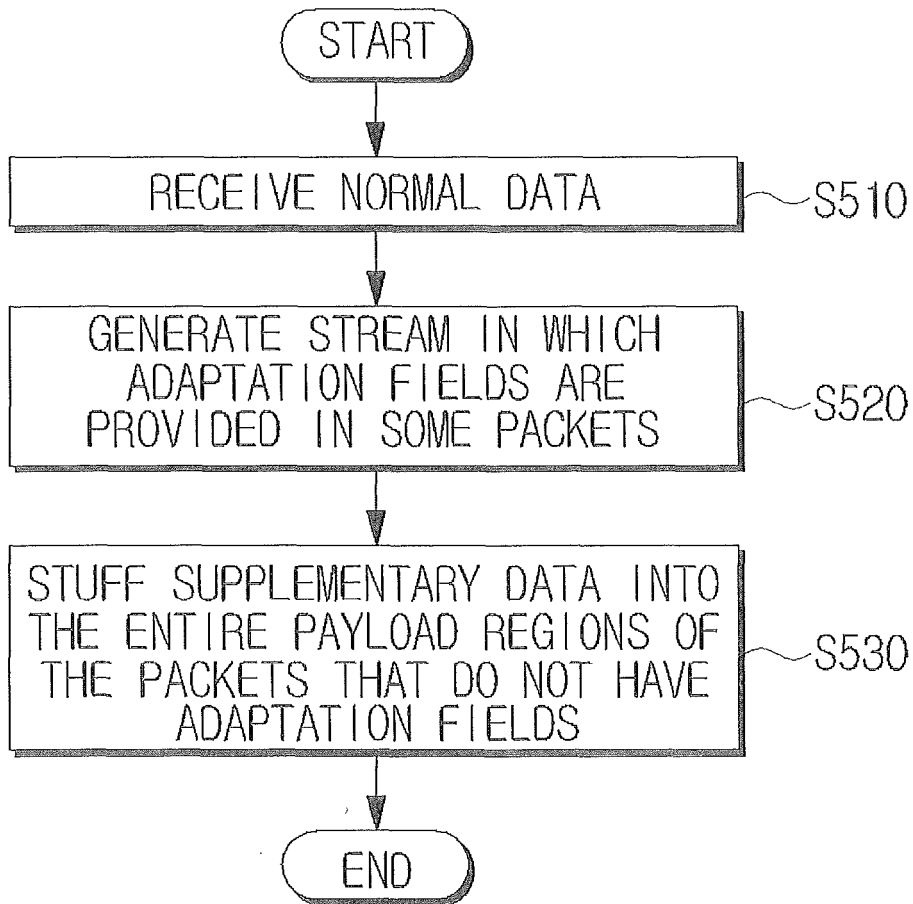 START
RECEIVE NORMAL DATA
S510
GENERATE STREAM IN WHICH
ADAPTATION FIELDS ARE
PROVIDED IN SOME PACKETS
S520
STUFF SUPPLEMENTARY DATA INTO
THE ENTIRE PAYLOAD REGIONS OF
THE PACKETS THAT DO NOT HAVE
ADAPTATION FIELDS
S530
END